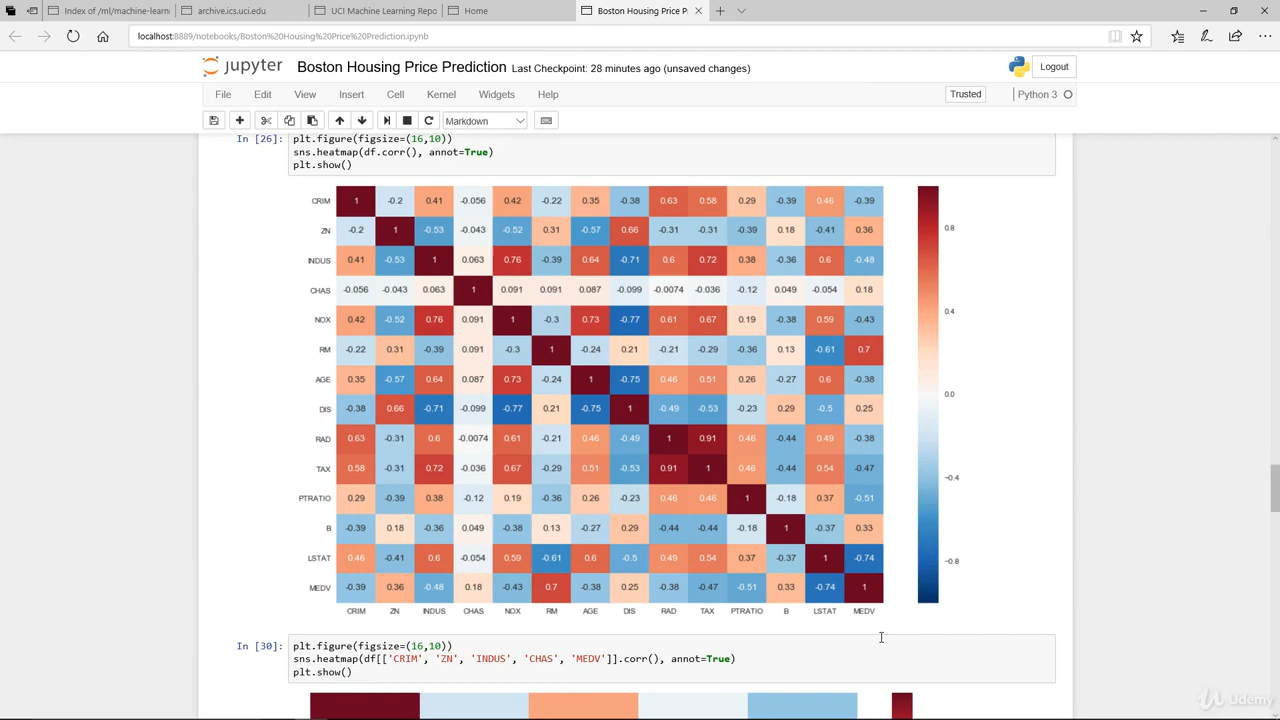 Index of /ml/machine-learni
archive.ics.uci.edu
UCI Machine Learning Repo
Home
Boston Housing Price P
localhost:8889/notebooks/Boston%20Housing%20Price%20Prediction.ipynb
jupyter Boston Housing Price Prediction Last Checkpoint: 28 minutes ago (unsaved changes)
Logout
File Edit View Insert Cell Kernel Widgets Help
Trusted
Python 3
Markdown
In [26]: plt.figure(figsize=(16,10))
sns.heatmap(df.corr(), annot=True)
plt.show()
CRIM 1 -0.2 0.41 -0.056 0.42 -0.22 0.35 -0.38 0.63 0.58 0.29 -0.39 0.46 -0.39
ZN -0.2 1 -0.53 -0.043 -0.52 0.31 -0.57 0.66 -0.31 -0.31 -0.39 0.18 -0.41 0.36
INDUS 0.41 -0.53 1 0.063 0.76 -0.39 0.64 -0.71 0.6 0.72 0.38 -0.36 0.6 -0.48
CHAS -0.056 -0.043 0.063 1 0.091 0.091 0.087 -0.099 -0.0074 -0.036 -0.12 0.049 -0.054 0.18
NOX 0.42 -0.52 0.76 0.091 1 -0.3 0.73 -0.77 0.61 0.67 0.19 -0.38 0.59 -0.43
RM -0.22 0.31 -0.39 0.091 -0.3 1 -0.24 0.21 -0.21 -0.29 -0.36 0.13 -0.61 0.7
AGE 0.35 -0.57 0.64 0.087 0.73 -0.24 1 -0.75 0.46 0.51 0.26 -0.27 0.6 -0.38
DIS -0.38 0.66 -0.71 -0.099 -0.77 0.21 -0.75 1 -0.49 -0.53 -0.23 0.29 -0.5 0.25
RAD 0.63 -0.31 0.6 -0.0074 0.61 -0.21 0.46 -0.49 1 0.91 0.46 -0.44 0.49 -0.38
TAX 0.58 -0.31 0.72 -0.036 0.67 -0.29 0.51 -0.53 0.91 1 0.46 -0.44 0.54 -0.47
PTRATIO 0.29 -0.39 0.38 -0.12 0.19 -0.36 0.26 -0.23 0.46 0.46 1 -0.18 0.37 -0.51
B -0.39 0.18 -0.36 0.049 -0.38 0.13 -0.27 0.29 -0.44 -0.44 -0.18 1 -0.37 0.33
LSTAT 0.46 -0.41 0.6 -0.054 0.59 -0.61 0.6 -0.5 0.49 0.54 0.37 -0.37 1 -0.74
MEDV -0.39 0.36 -0.48 0.18 -0.43 0.7 -0.38 0.25 -0.38 -0.47 -0.51 0.33 -0.74 1
CRIM ZN INDUS CHAS NOX RM AGE DIS RAD TAX PTRATIO B LSTAT MEDV
0.8
0.4
0.0
-0.4
-0.8
In [30]: plt.figure(figsize=(16,10))
sns.heatmap(df[['CRIM', 'ZN', 'INDUS', 'CHAS', 'MEDV']].corr(), annot=True)
plt.show()
Udemy